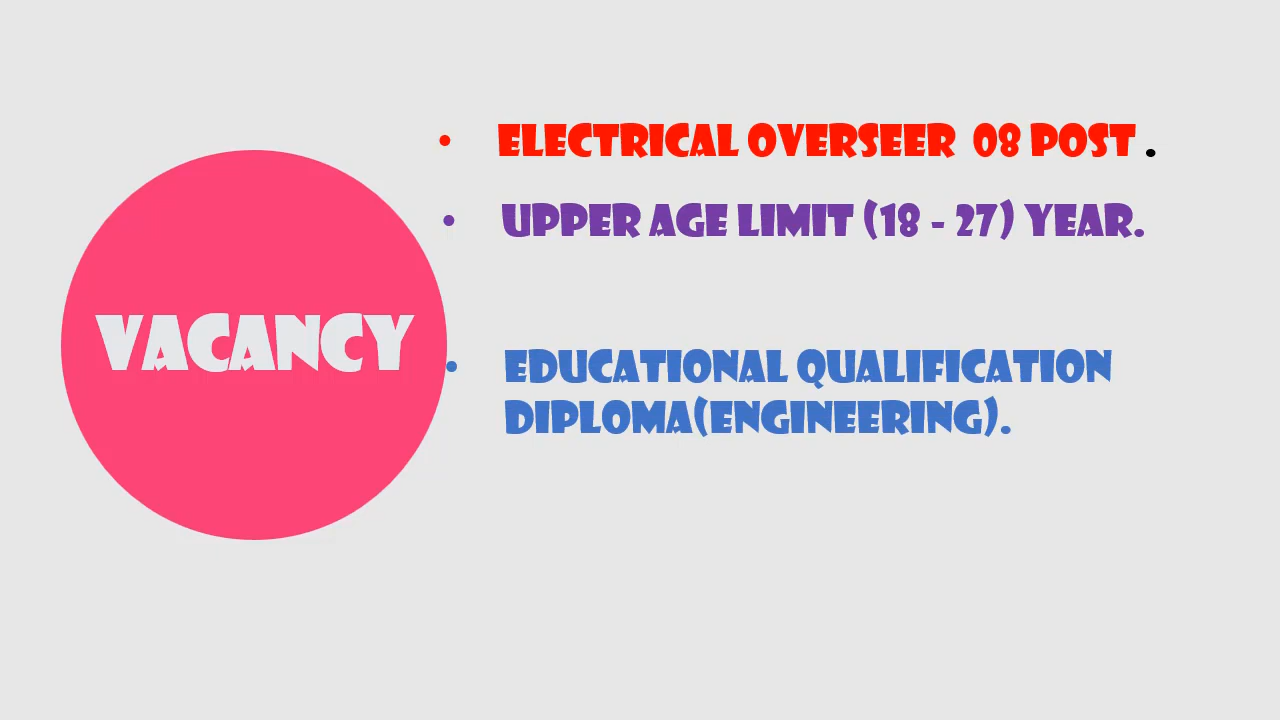 VACANCY
• ELECTRICAL OVERSEER 08 POST .
• UPPER AGE LIMIT (18 - 27) YEAR.
• EDUCATIONAL QUALIFICATION
DIPLOMA(ENGINEERING).